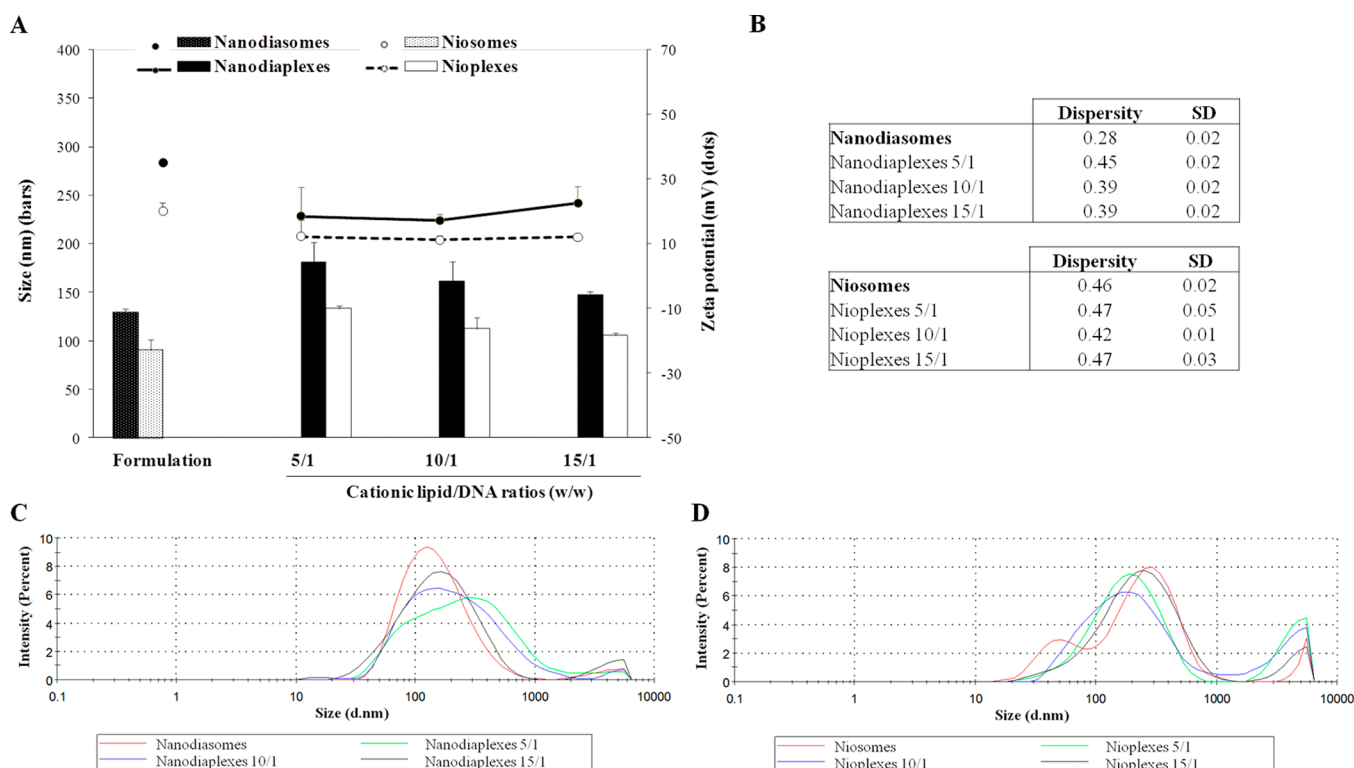 A
Nanodiasomes Niosomes
Nanodiaplexes Nioplexes
Size (nm) (bars)
400
350
300
250
200
150
100
50
0
70
50
30
10
-10
-30
-50
Zeta potential (mV) (dots)
Formulation 5/1 10/1 15/1
Cationic lipid/DNA ratios (w/w)
B
Dispersity SD
Nanodiasomes 0.28 0.02
Nanodiaplexes 5/1 0.45 0.02
Nanodiaplexes 10/1 0.39 0.02
Nanodiaplexes 15/1 0.39 0.02
Dispersity SD
Niosomes 0.46 0.02
Nioplexes 5/1 0.47 0.05
Nioplexes 10/1 0.42 0.01
Nioplexes 15/1 0.47 0.03
C
Intensity (Percent)
10
8
6
4
2
0
0.1 1 10 100 1000 10000
Size (d.nm)
Nanodiasomes Nanodiaplexes 5/1
Nanodiaplexes 10/1 Nanodiaplexes 15/1
D
Intensity (Percent)
10
8
6
4
2
0
0.1 1 10 100 1000 10000
Size (d.nm)
Niosomes Nioplexes 5/1
Nioplexes 10/1 Nioplexes 15/1